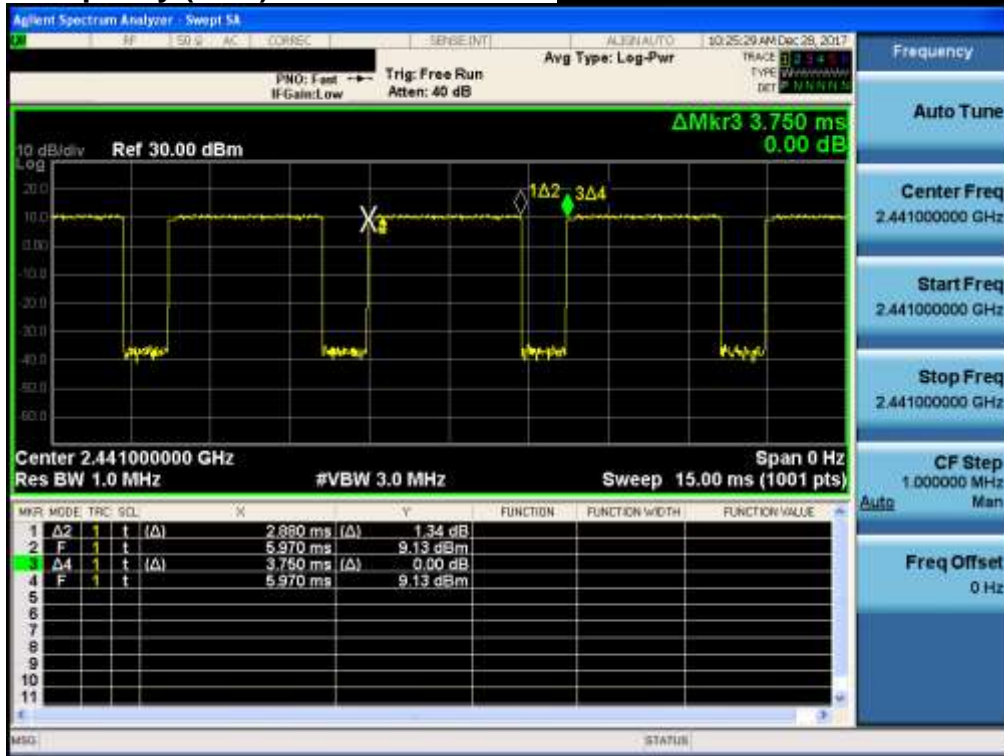 Agilent Spectrum Analyzer - Swept SA
RF 50 Ω AC CORREC SENSE:INT ALIGN AUTO 10:25:29 AM Dec 28, 2017
Avg Type: Log-Pwr
TRACE 1 2 3 4 5 6
TYPE
DET P N N N N N
PNO: Fast
IFGain:Low
Trig: Free Run
Atten: 40 dB
ΔMkr3 3.750 ms
0.00 dB
10 dB/div
Log
Ref 30.00 dBm
20.0
10.0
0.00
-10.0
-20.0
-30.0
-40.0
-50.0
-60.0
1Δ2
3Δ4
X
Center 2.441000000 GHz
Span 0 Hz
Res BW 1.0 MHz
#VBW 3.0 MHz
Sweep 15.00 ms (1001 pts)
MKR MODE TRC SCL X Y FUNCTION FUNCTION WIDTH FUNCTION VALUE
1 Δ2 1 t (Δ) 2.880 ms (Δ) 1.34 dB
2 F 1 t 5.970 ms 9.13 dBm
3 Δ4 1 t (Δ) 3.750 ms (Δ) 0.00 dB
4 F 1 t 5.970 ms 9.13 dBm
5
6
7
8
9
10
11
MSG
STATUS
Frequency
Auto Tune
Center Freq
2.441000000 GHz
Start Freq
2.441000000 GHz
Stop Freq
2.441000000 GHz
CF Step
1.000000 MHz
Auto Man
Freq Offset
0 Hz